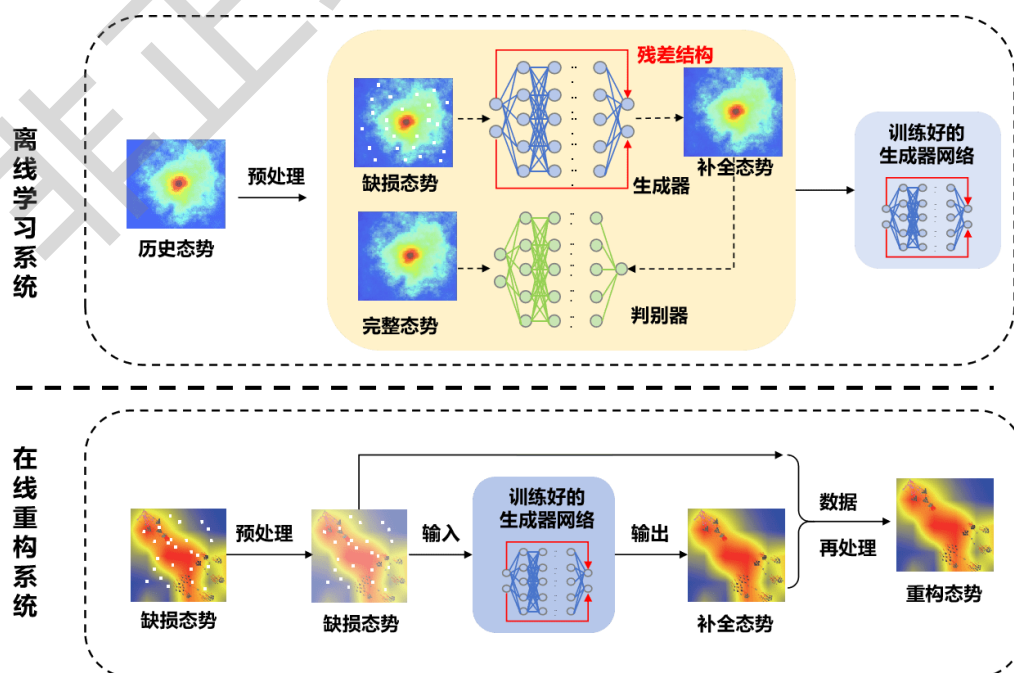 非正
离线学习系统
历史态势
预处理
缺损态势
残差结构
生成器
补全态势
完整态势
判别器
训练好的
生成器网络
在线重构系统
缺损态势
预处理
缺损态势
输入
训练好的
生成器网络
输出
补全态势
数据
再处理
重构态势